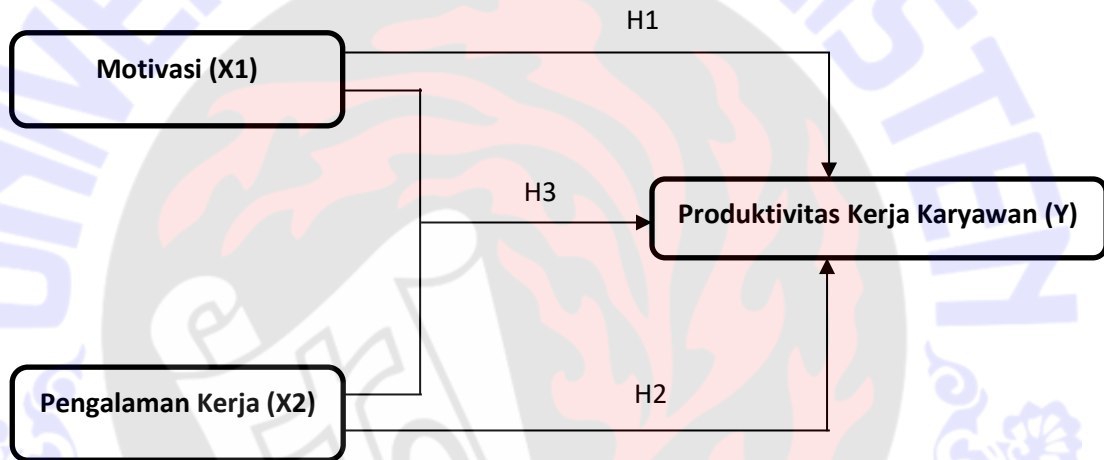 H1
Motivasi (X1)
H3
Produktivitas Kerja Karyawan (Y)
H2
Pengalaman Kerja (X2)